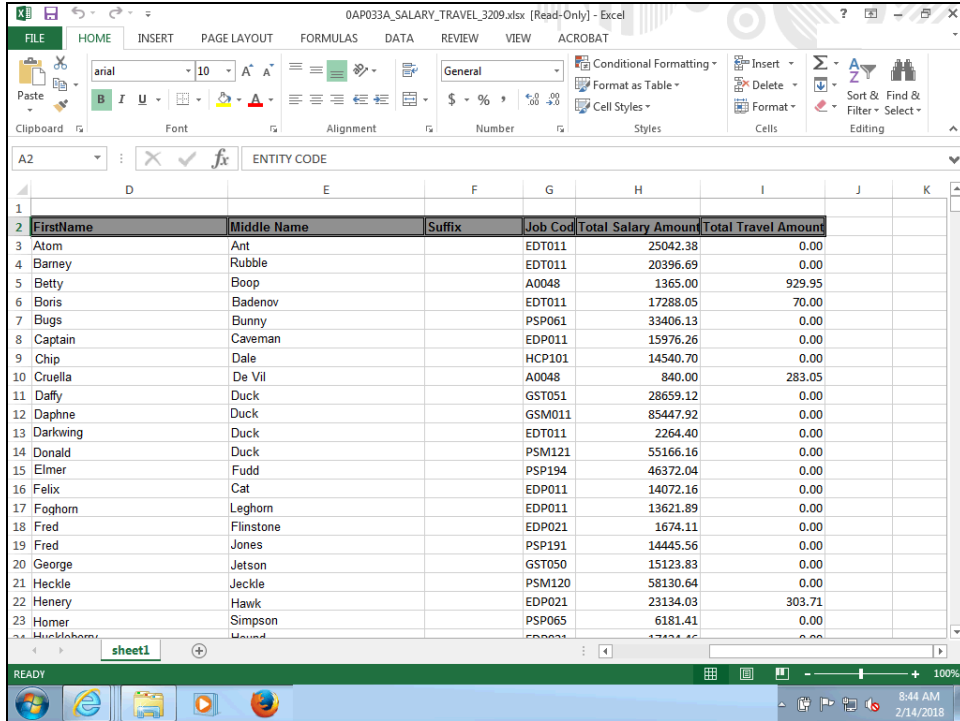 0AP033A_SALARY_TRAVEL_3209.xlsx [Read-Only] - Excel
FILE HOME INSERT PAGE LAYOUT FORMULAS DATA REVIEW VIEW ACROBAT
Paste
arial 10
General
Conditional Formatting
Format as Table
Cell Styles
Insert
Delete
Format
Sort & Filter
Find & Select
Clipboard Font Alignment Number Styles Cells Editing
A2 fx ENTITY CODE
D E F G H I J K
1
2 FirstName Middle Name Suffix Job Cod Total Salary Amount Total Travel Amount
3 Atom Ant EDT011 25042.38 0.00
4 Barney Rubble EDT011 20396.69 0.00
5 Betty Boop A0048 1365.00 929.95
6 Boris Badenov EDT011 17288.05 70.00
7 Bugs Bunny PSP061 33406.13 0.00
8 Captain Caveman EDP011 15976.26 0.00
9 Chip Dale HCP101 14540.70 0.00
10 Cruella De Vil A0048 840.00 283.05
11 Daffy Duck GST051 28659.12 0.00
12 Daphne Duck GSM011 85447.92 0.00
13 Darkwing Duck EDT011 2264.40 0.00
14 Donald Duck PSM121 55166.16 0.00
15 Elmer Fudd PSP194 46372.04 0.00
16 Felix Cat EDP011 14072.16 0.00
17 Foghorn Leghorn EDP011 13621.89 0.00
18 Fred Flinstone EDP021 1674.11 0.00
19 Fred Jones PSP191 14445.56 0.00
20 George Jetson GST050 15123.83 0.00
21 Heckle Jeckle PSM120 58130.64 0.00
22 Henery Hawk EDP021 23134.03 303.71
23 Homer Simpson PSP065 6181.41 0.00
sheet1
READY 100%
8:44 AM
2/14/2018